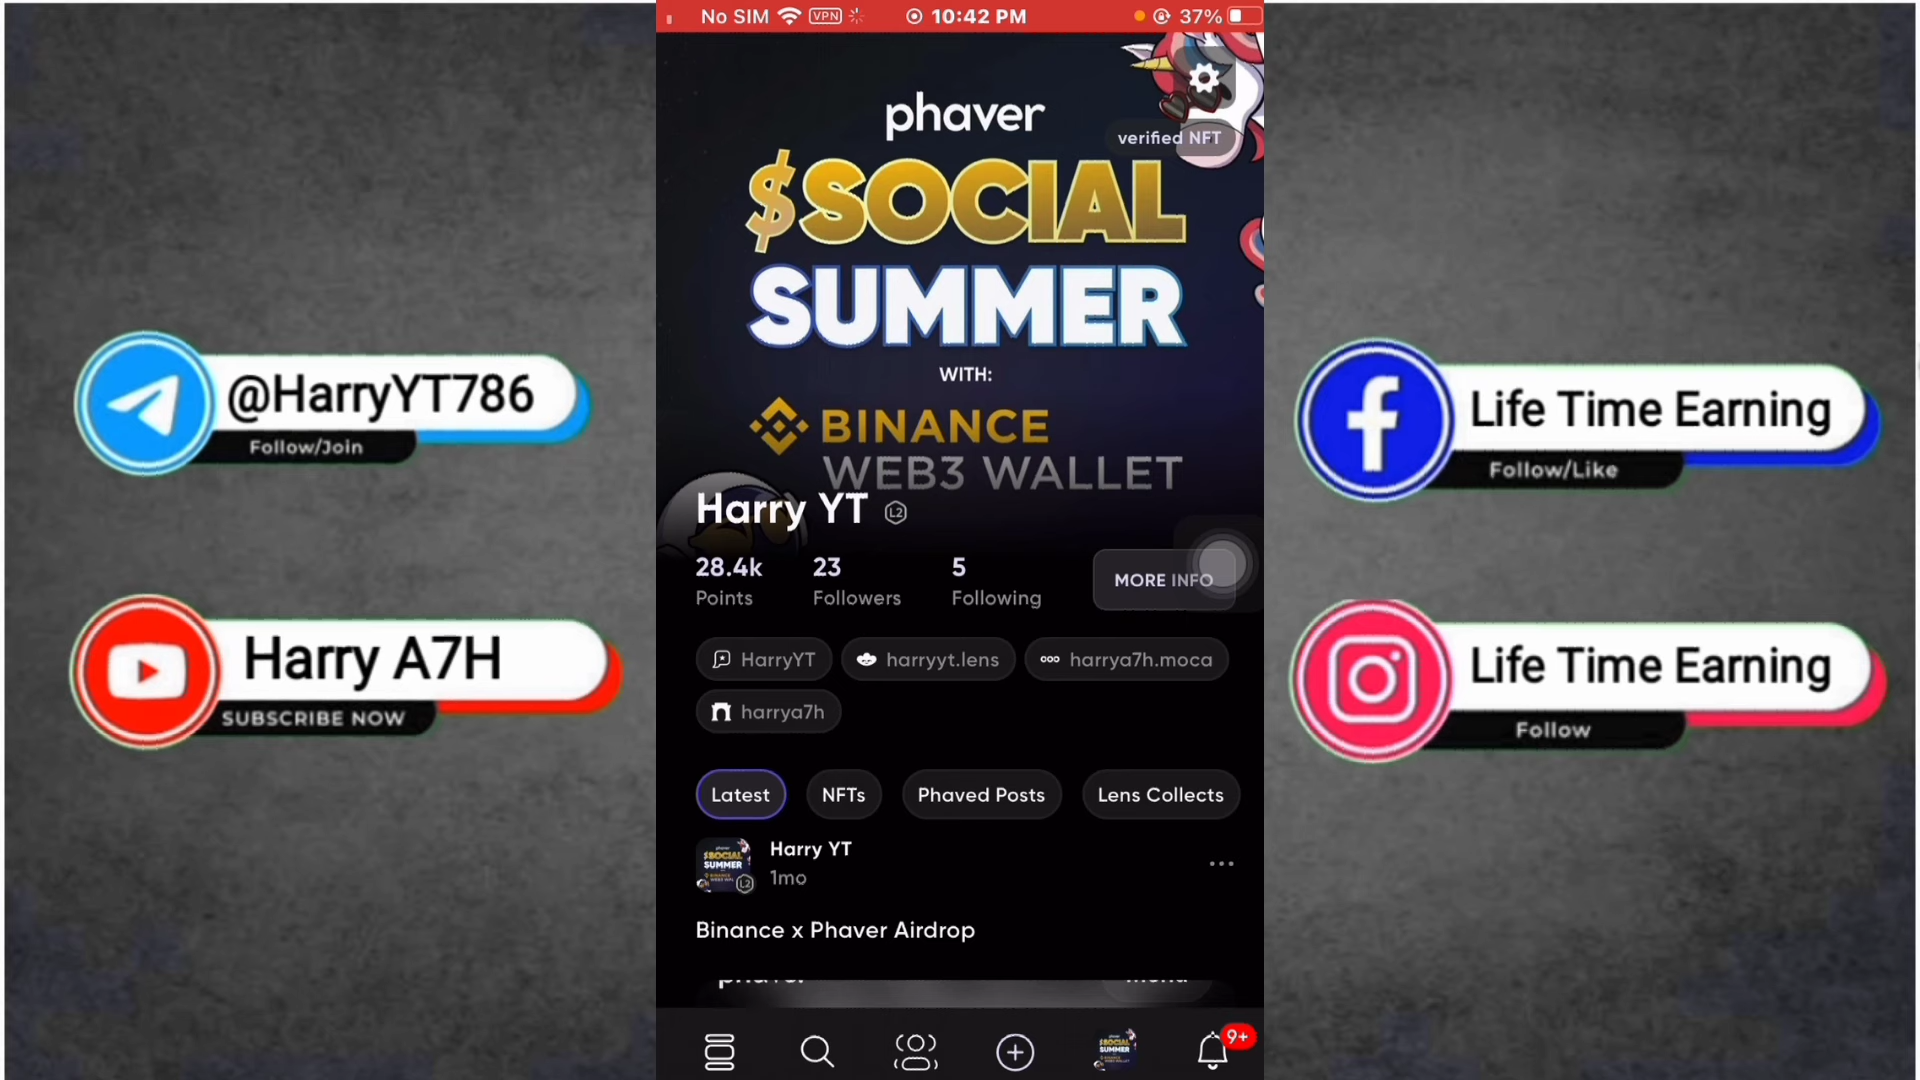 No SIM VPN 10:42 PM 37%
phaver
verified NFT
$SOCIAL
SUMMER
WITH:
BINANCE
WEB3 WALLET
Harry YT L2
28.4k 23 5
Points Followers Following
MORE INFO
HarryYT harryyt.lens harrya7h.moca
harrya7h
Latest NFTs Phaved Posts Lens Collects
Harry YT
1mo
Binance x Phaver Airdrop
9+
@HarryYT786
Follow/Join
Harry A7H
SUBSCRIBE NOW
Life Time Earning
Follow/Like
Life Time Earning
Follow